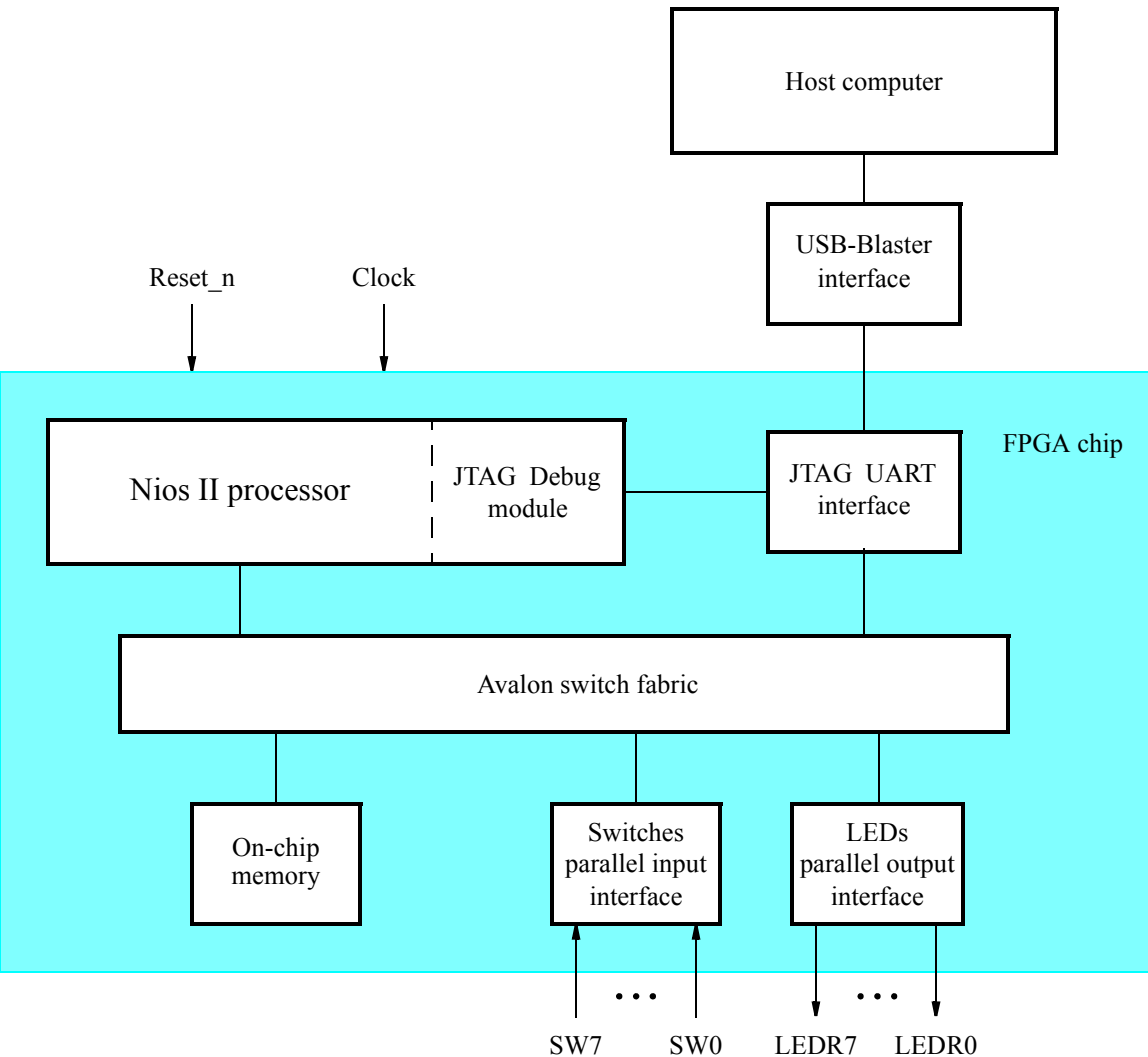 Host computer
USB-Blaster
interface
Reset_n
Clock
FPGA chip
Nios II processor
JTAG Debug
module
JTAG UART
interface
Avalon switch fabric
On-chip
memory
Switches
parallel input
interface
LEDs
parallel output
interface
SW7
SW0
LEDR7
LEDR0